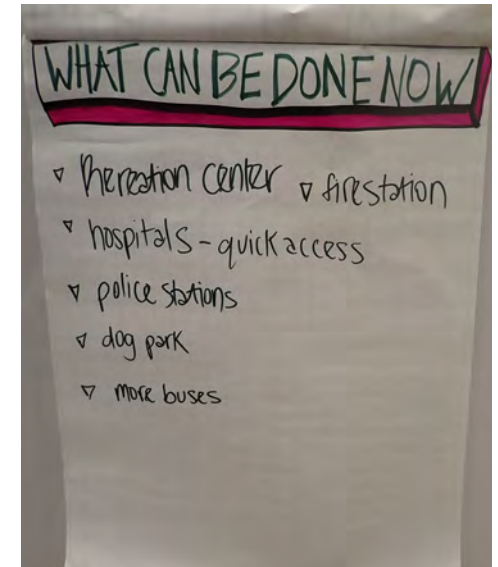 WHAT CAN BE DONE NOW
▿ Recreation center ▿ firestation
▿ hospitals - quick access
▿ police stations
▿ dog park
▿ more buses